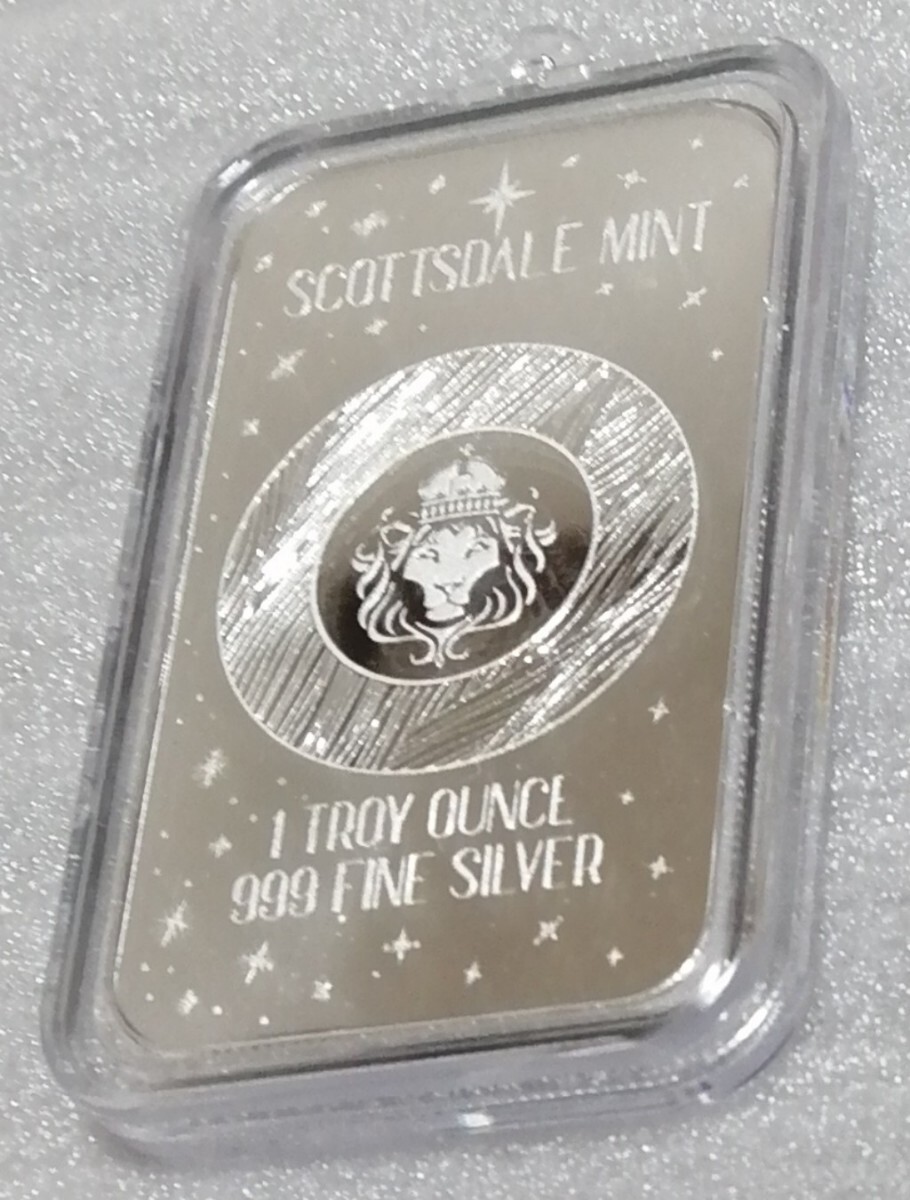 SCOTTSDALE MINT
1 TROY OUNCE
999 FINE SILVER